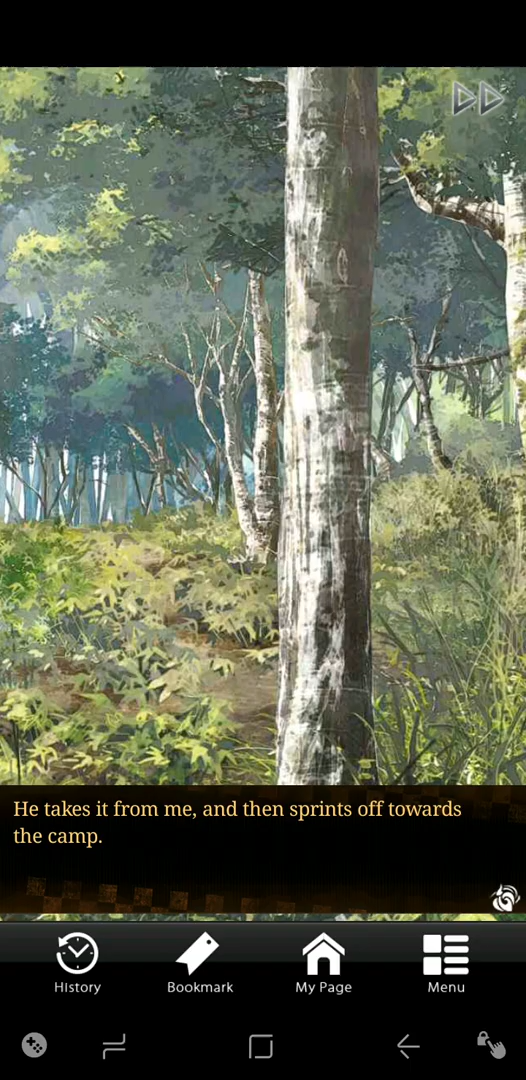 He takes it from me, and then sprints off towards
the camp.
History
Bookmark
My Page
Menu